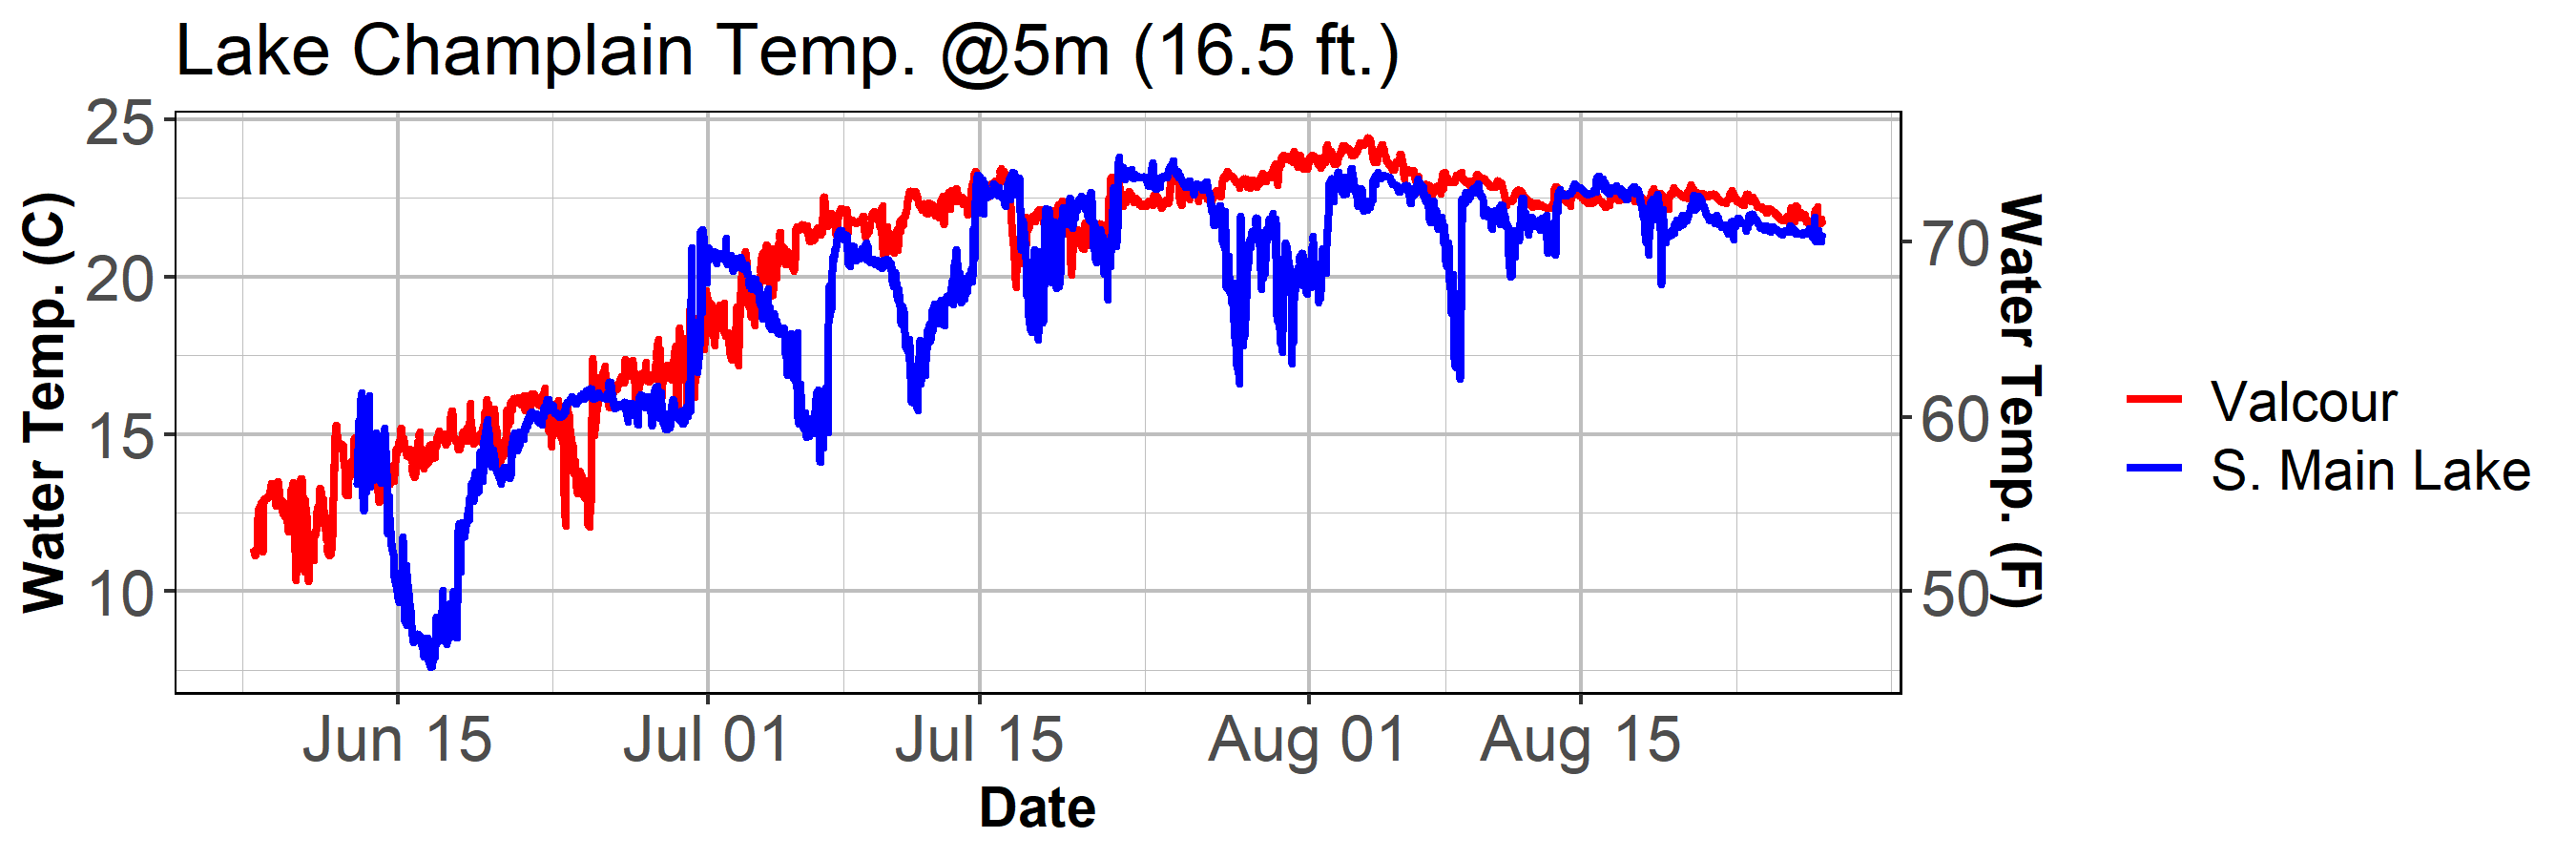 Lake Champlain Temp. @5m (16.5 ft.)
Water Temp. (C)
25
20
15
10
Water Temp. (F)
70
60
50
Jun 15
Jul 01
Jul 15
Aug 01
Aug 15
Date
Valcour
S. Main Lake